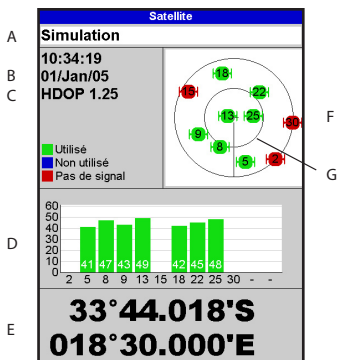 Satellite
A
Simulation
10:34:19
B
01/Jan/05
C
HDOP 1.25
18
15
22
13
25
30
F
9
8
5
2
G
Utilisé
Non utilisé
Pas de signal
D
60
50
40
30
20
10
0
41 47 43 49 42 45 48
2 5 8 9 13 15 18 22 25 30 - -
E
33°44.018'S
018°30.000'E